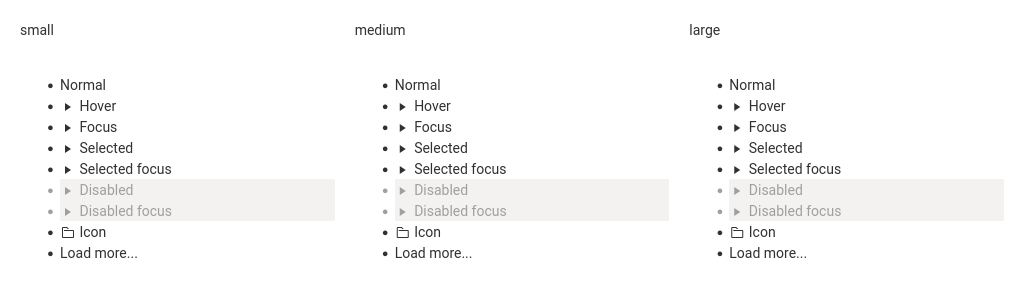 small
Normal
Hover
Focus
Selected
Selected focus
Disabled
Disabled focus
Icon
Load more...
medium
Normal
Hover
Focus
Selected
Selected focus
Disabled
Disabled focus
Icon
Load more...
large
Normal
Hover
Focus
Selected
Selected focus
Disabled
Disabled focus
Icon
Load more...